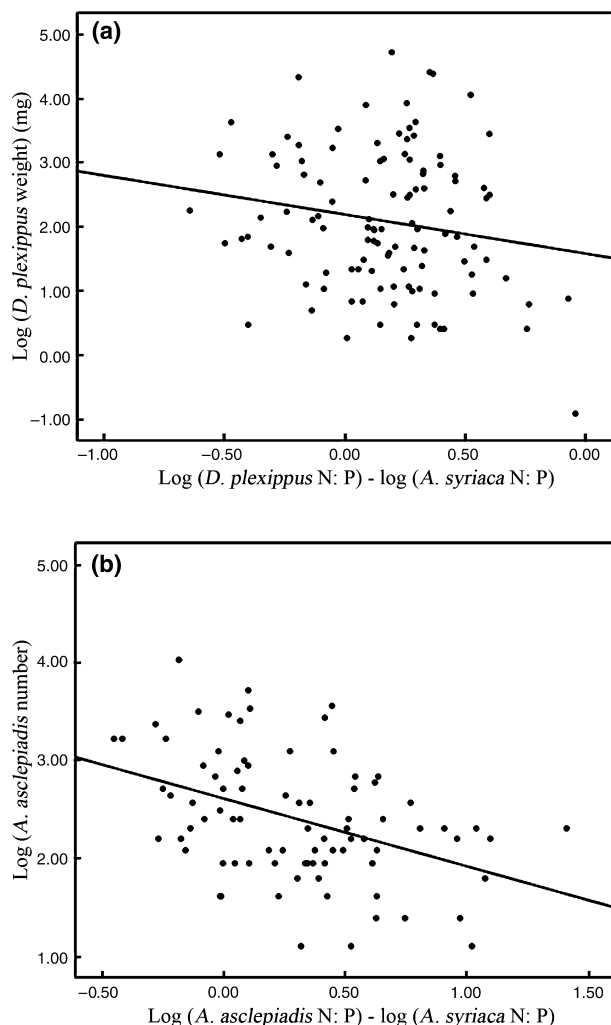 (a)
5.00
4.00
3.00
2.00
1.00
0.00
–1.00
Log (D. plexippus weight) (mg)
–1.00 –0.50 0.00 0.50 0.00
Log (D. plexippus N: P) - log (A. syriaca N: P)
(b)
5.00
4.00
3.00
2.00
1.00
Log (A. asclepiadis number)
–0.50 0.00 0.50 1.00 1.50
Log (A. asclepiadis N: P) - log (A. syriaca N: P)